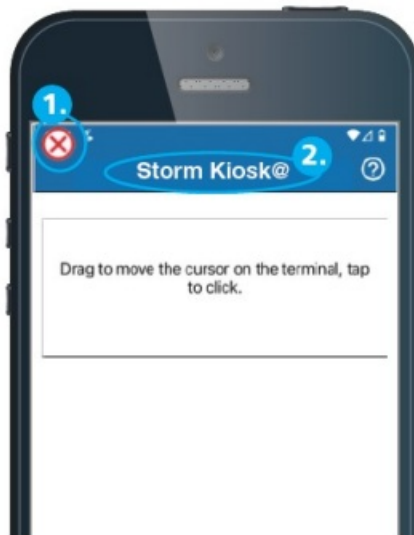 1.
Storm Kiosk@
2.
Drag to move the cursor on the terminal, tap
to click.